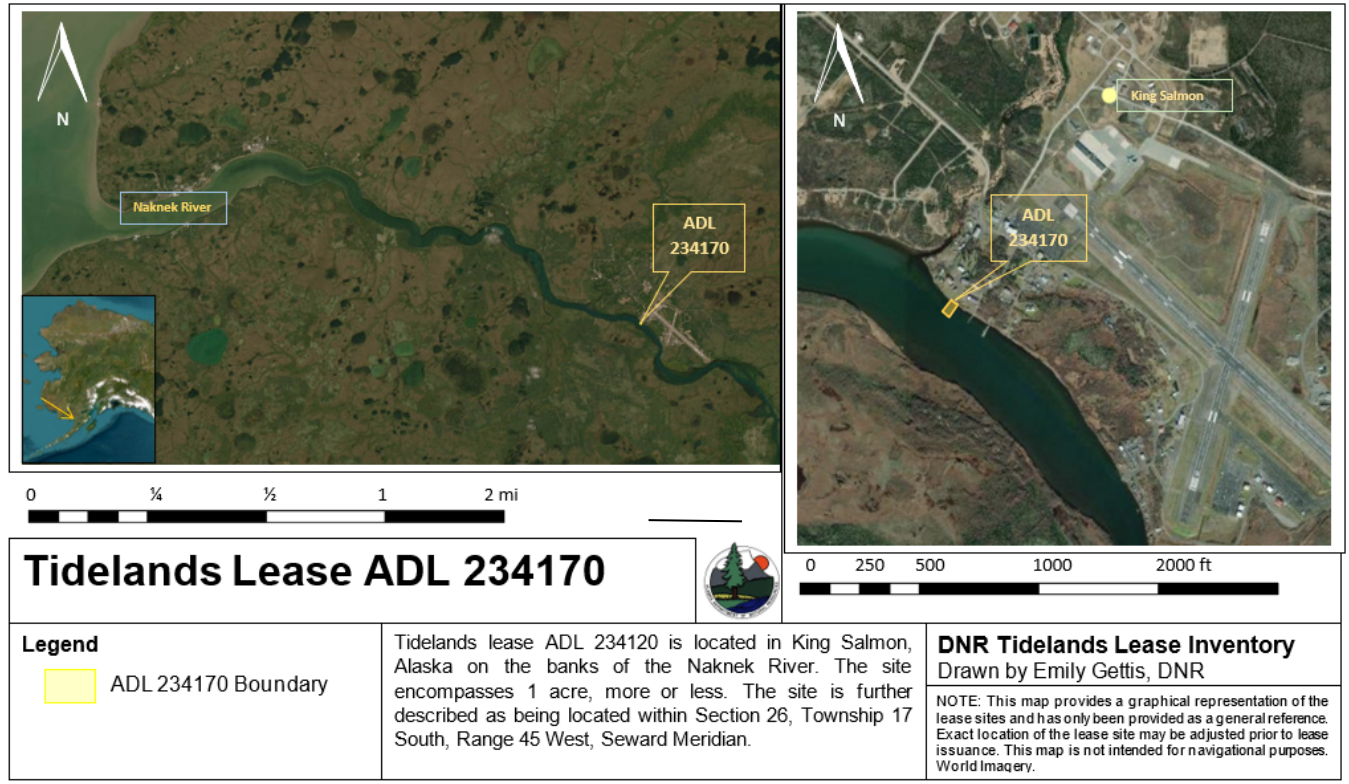 N
Naknek River
ADL
234170
N
King Salmon
ADL
234170
0 ¼ ½ 1 2 mi
0 250 500 1000 2000 ft
Tidelands Lease ADL 234170
Legend
ADL 234170 Boundary
Tidelands lease ADL 234120 is located in King Salmon,
Alaska on the banks of the Naknek River. The site
encompasses 1 acre, more or less. The site is further
described as being located within Section 26, Township 17
South, Range 45 West, Seward Meridian.
DNR Tidelands Lease Inventory
Drawn by Emily Gettis, DNR
NOTE: This map provides a graphical representation of the
lease sites and has only been provided as a general reference.
Exact location of the lease site may be adjusted prior to lease
issuance. This map is not intended for navigational purposes.
World Imagery.